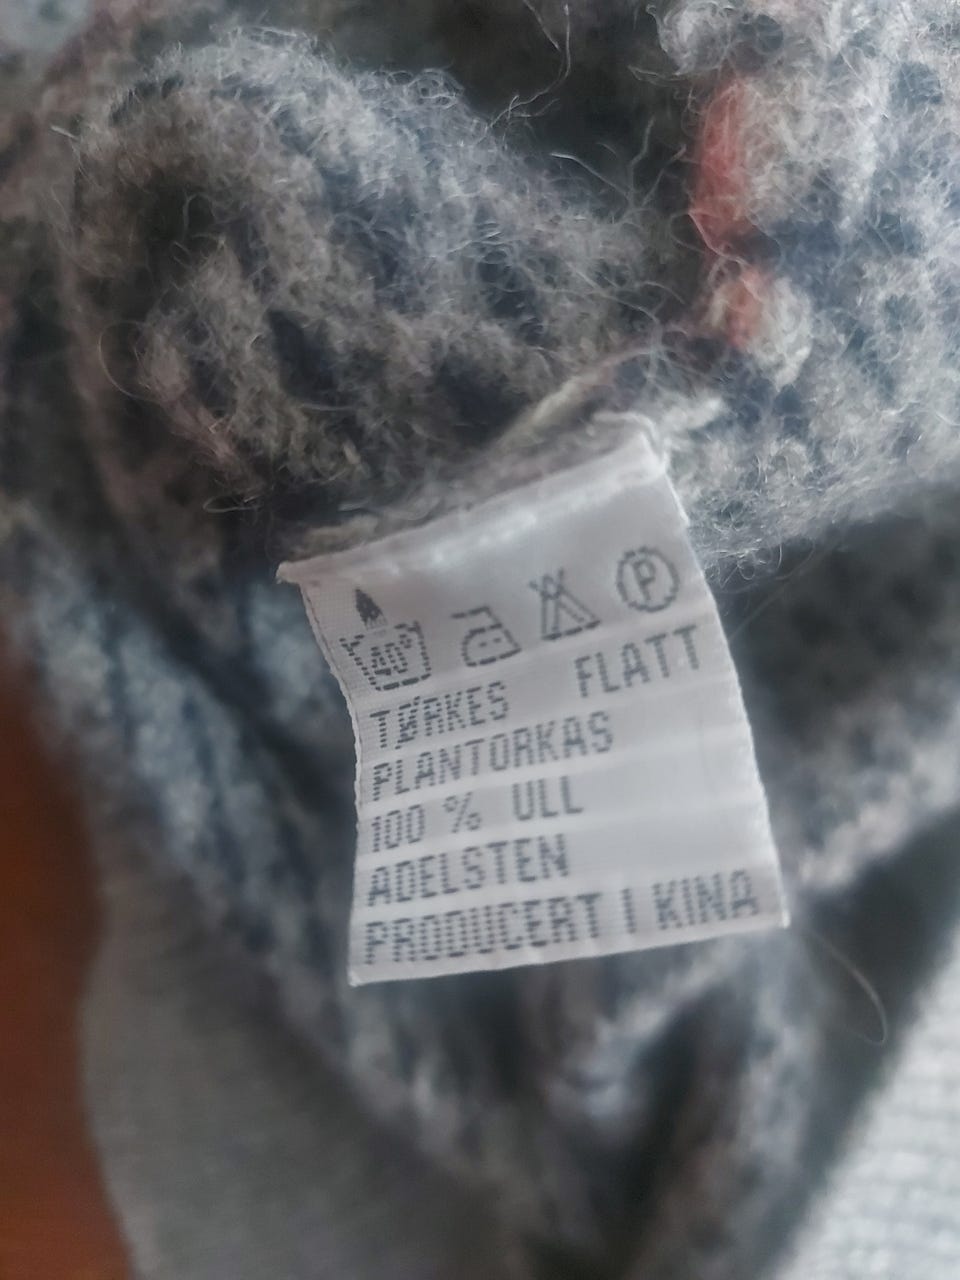 40° P
TØRKES FLATT
PLANTORKAS
100 % ULL
ADELSTEN
PRODUCERT I KINA